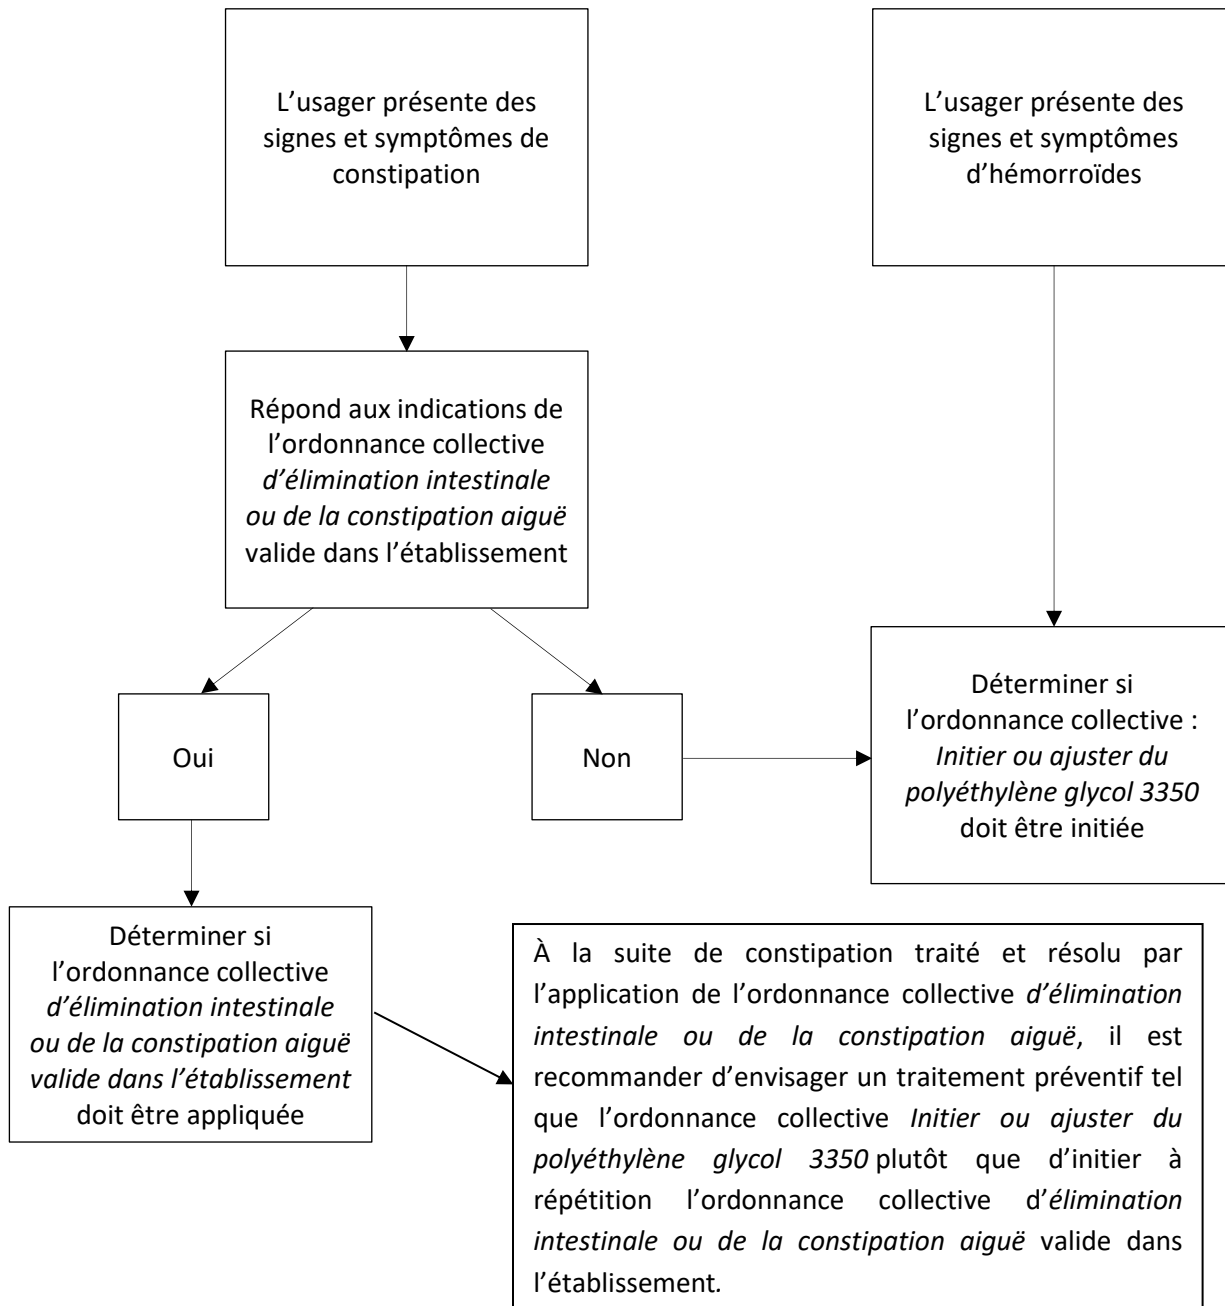 L’usager présente des
signes et symptômes de
constipation
L’usager présente des
signes et symptômes
d’hémorroïdes
Répond aux indications de
l’ordonnance collective
d’élimination intestinale
ou de la constipation aiguë
valide dans l’établissement
Oui
Non
Déterminer si
l’ordonnance collective :
Initier ou ajuster du
polyéthylène glycol 3350
doit être initiée
Déterminer si
l’ordonnance collective
d’élimination intestinale
ou de la constipation aiguë
valide dans l’établissement
doit être appliquée
À la suite de constipation traité et résolu par
l’application de l’ordonnance collective d’élimination
intestinale ou de la constipation aiguë, il est
recommander d’envisager un traitement préventif tel
que l’ordonnance collective Initier ou ajuster du
polyéthylène glycol 3350 plutôt que d’initier à
répétition l’ordonnance collective d’élimination
intestinale ou de la constipation aiguë valide dans
l’établissement.